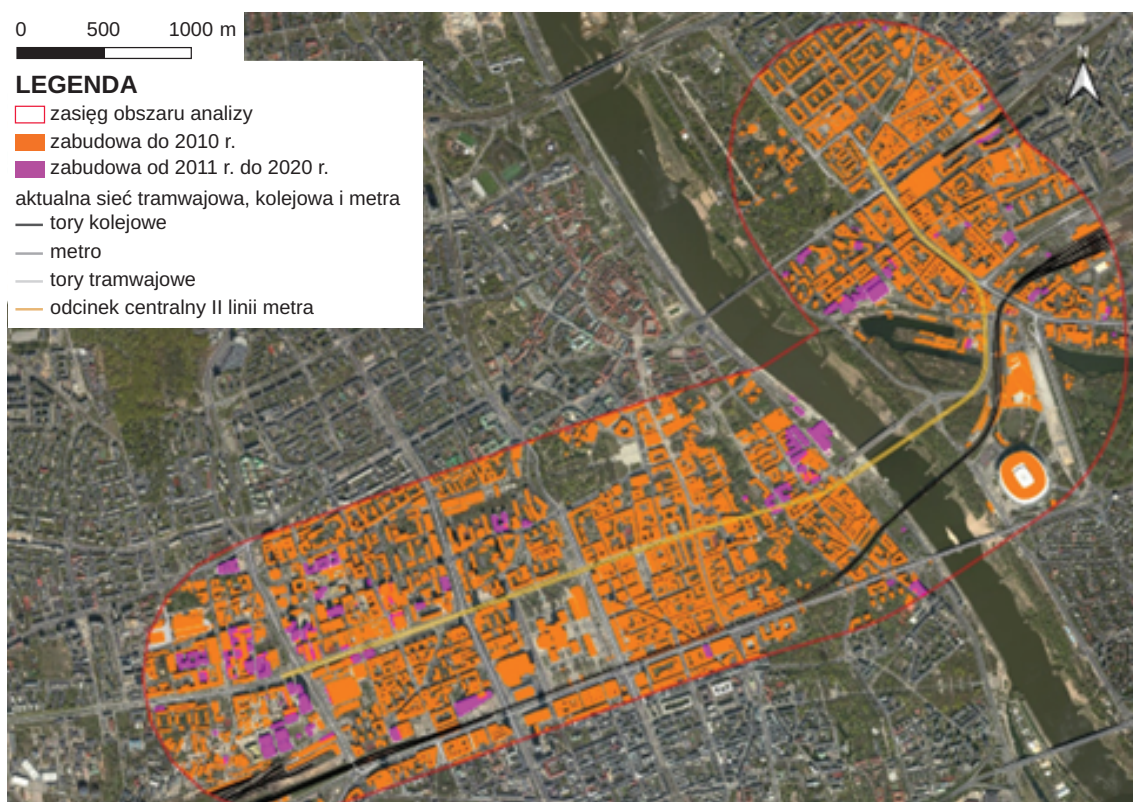 0 500 1000 m
LEGENDA
zasięg obszaru analizy
zabudowa do 2010 r.
zabudowa od 2011 r. do 2020 r.
aktualna sieć tramwajowa, kolejowa i metra
tory kolejowe
metro
tory tramwajowe
odcinek centralny II linii metra
N